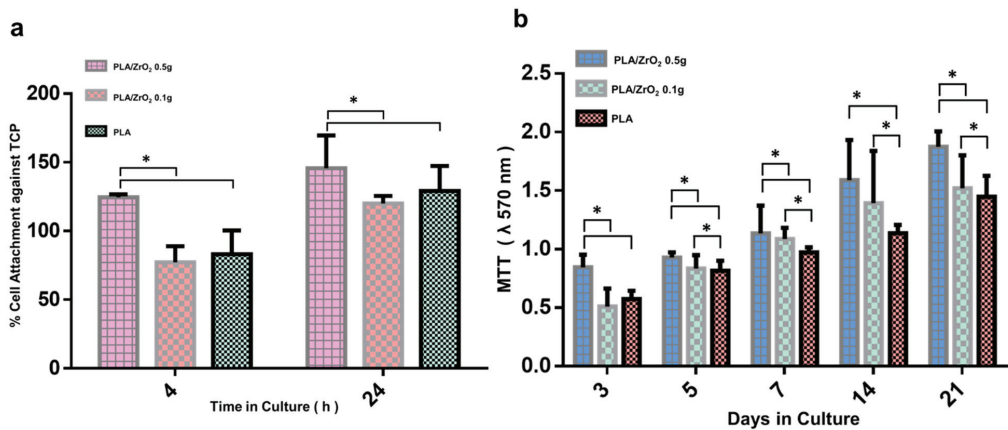 a
PLA/ZrO₂ 0.5g
PLA/ZrO₂ 0.1g
PLA
% Cell Attachment against TCP
200
150
100
50
0
*
*
4
24
Time in Culture ( h )
b
PLA/ZrO₂ 0.5g
PLA/ZrO₂ 0.1g
PLA
MTT ( λ 570 nm )
2.5
2.0
1.5
1.0
0.5
0.0
*
* *
* *
* *
* *
3
5
7
14
21
Days in Culture